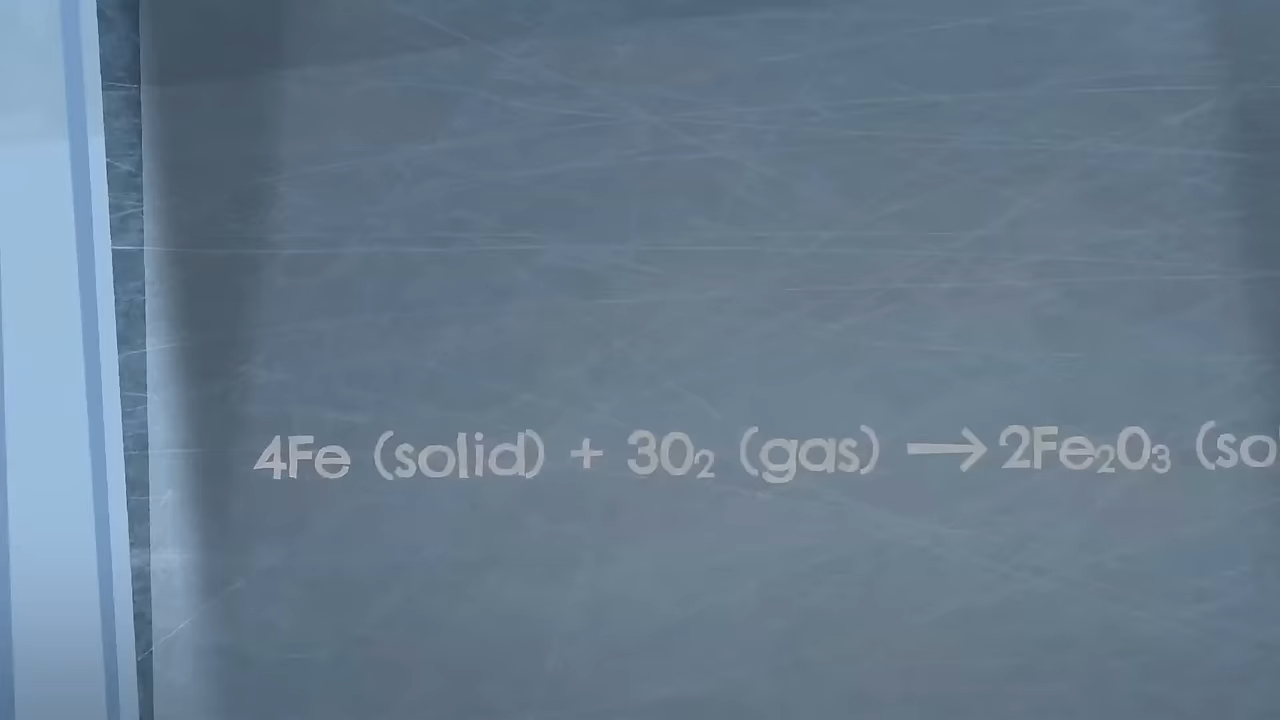 4Fe (solid) + 3O₂ (gas) → 2Fe₂O₃ (so